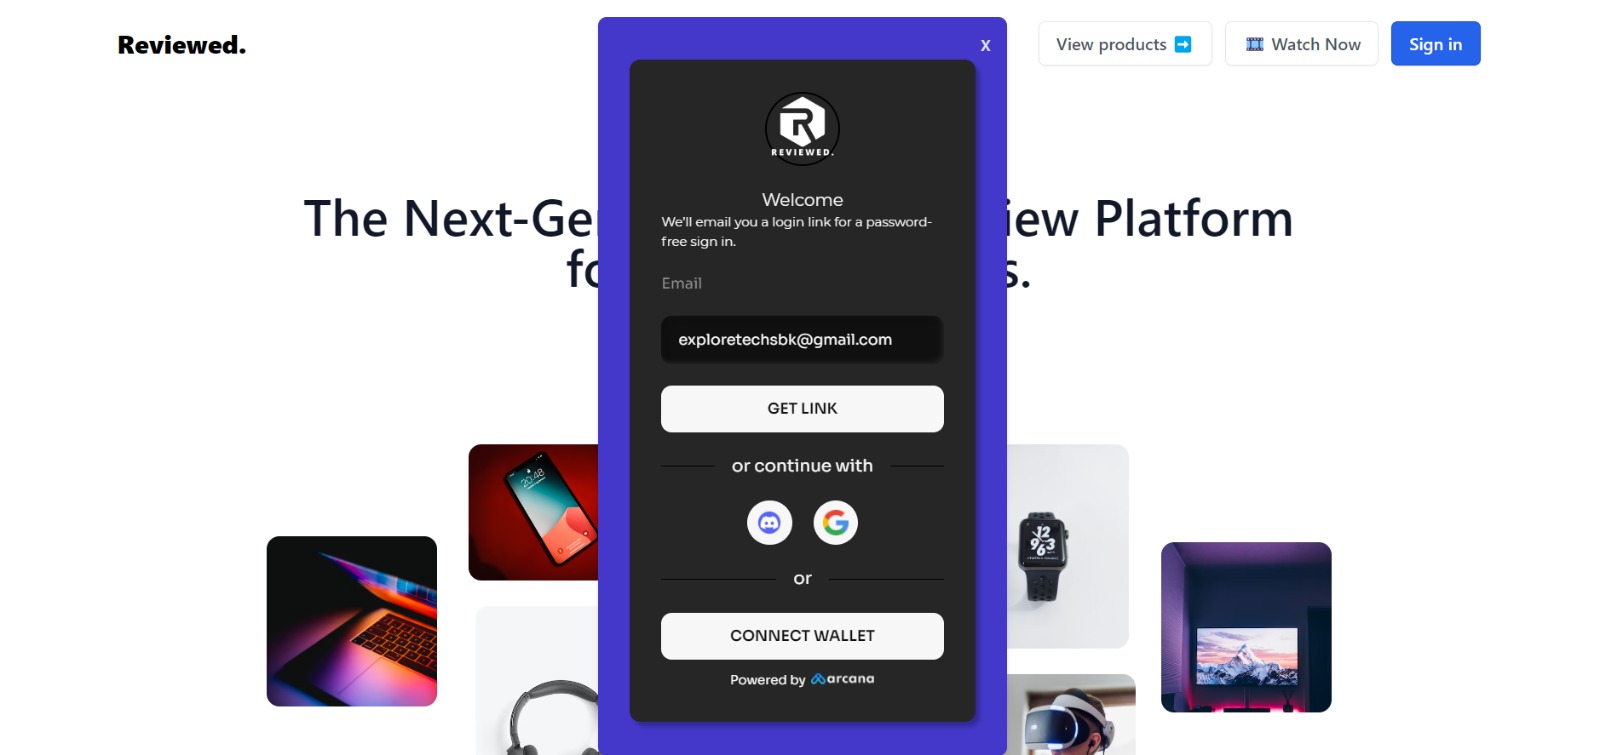 Reviewed.
View products ➡️
🎞️ Watch Now
Sign in
X
REVIEWED.
The Next-Ge
iew Platform
s.
Welcome
We'll email you a login link for a password-
free sign in.
Email
exploretechsbk@gmail.com
GET LINK
or continue with
or
CONNECT WALLET
Powered by arcana
20:48
12
9 3
6